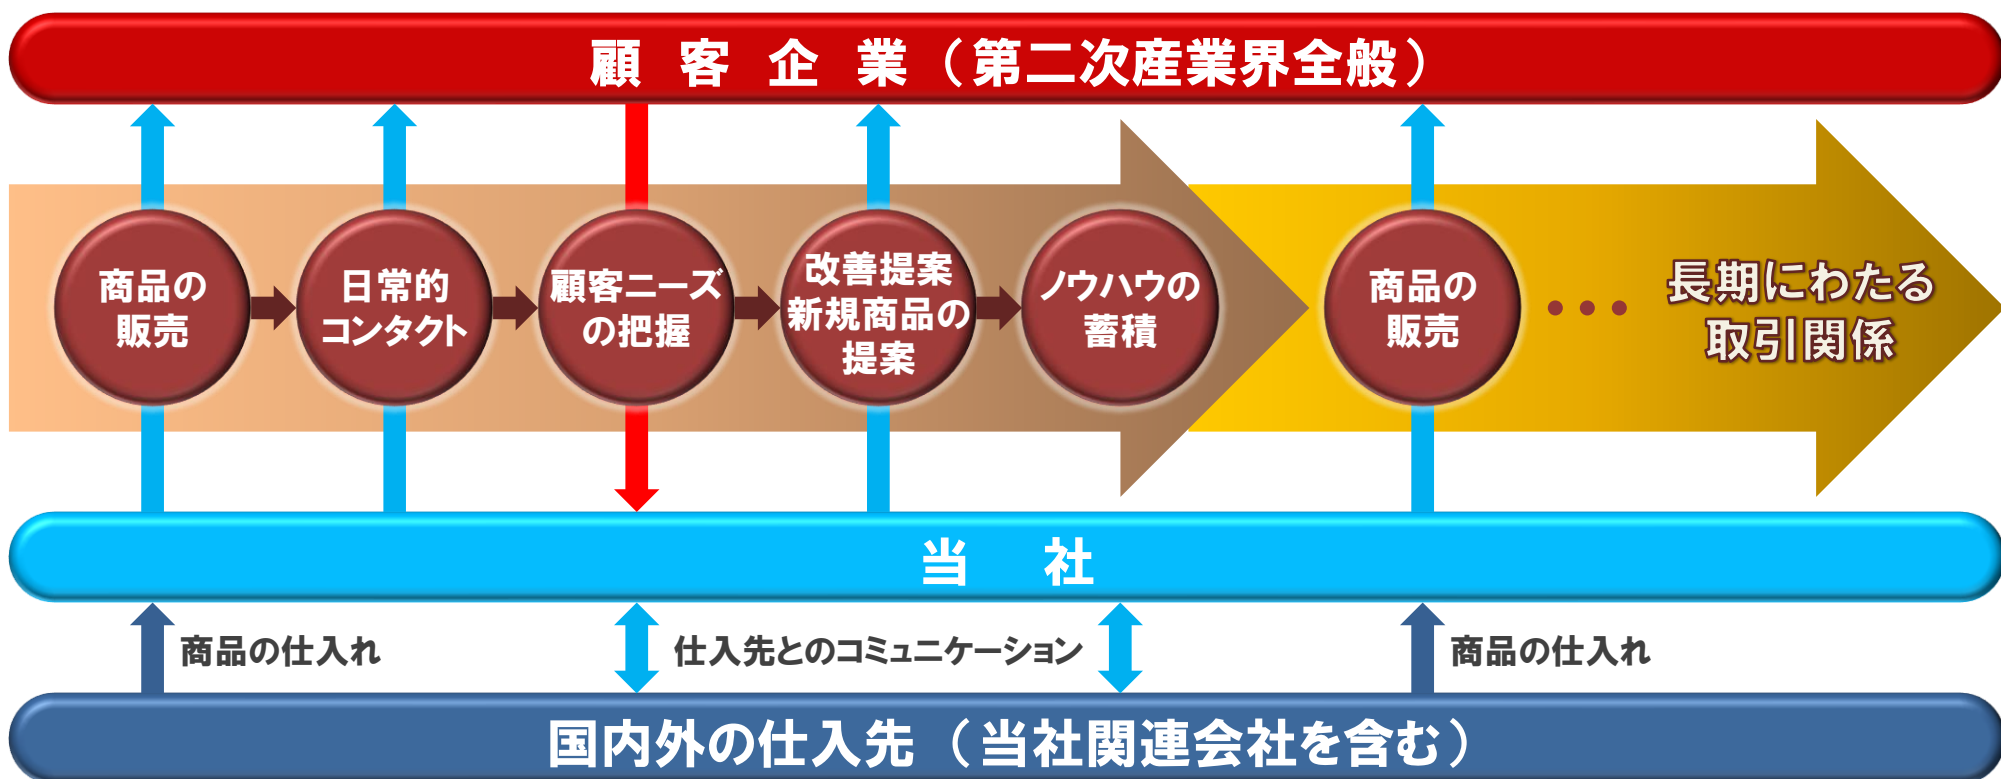 顧客企業（第二次産業界全般）
商品の
販売
日常的
コンタクト
顧客ニーズ
の把握
改善提案
新規商品の
提案
ノウハウの
蓄積
商品の
販売
長期にわたる
取引関係
当社
商品の仕入れ
仕入先とのコミュニケーション
商品の仕入れ
国内外の仕入先（当社関連会社を含む）